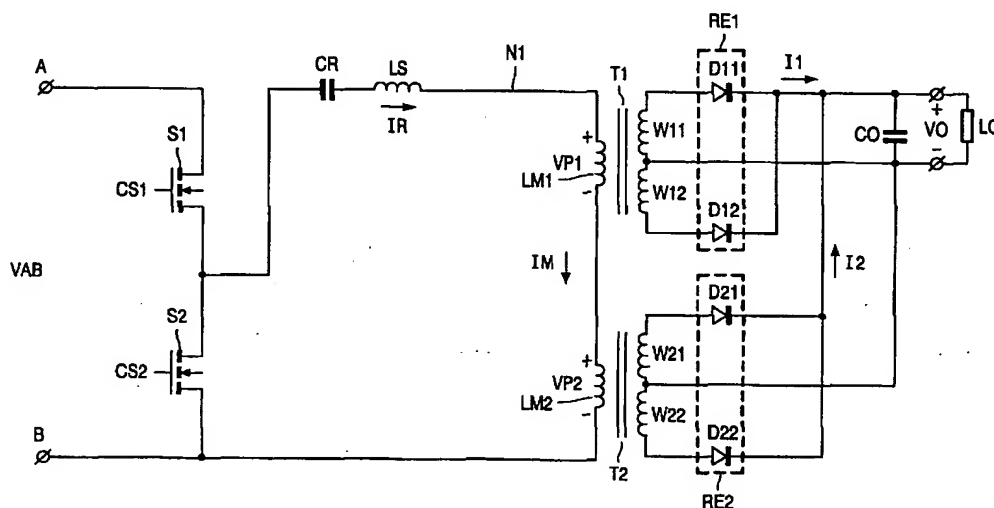 RE1
A
CR
LS
N1
T1
D11
I1
IR
S1
W11
CO
+
VO
-
LO
+
VP1
LM1
-
CS1
W12
D12
VAB
IM
I2
D21
S2
W21
+
VP2
LM2
-
CS2
W22
D22
B
T2
RE2